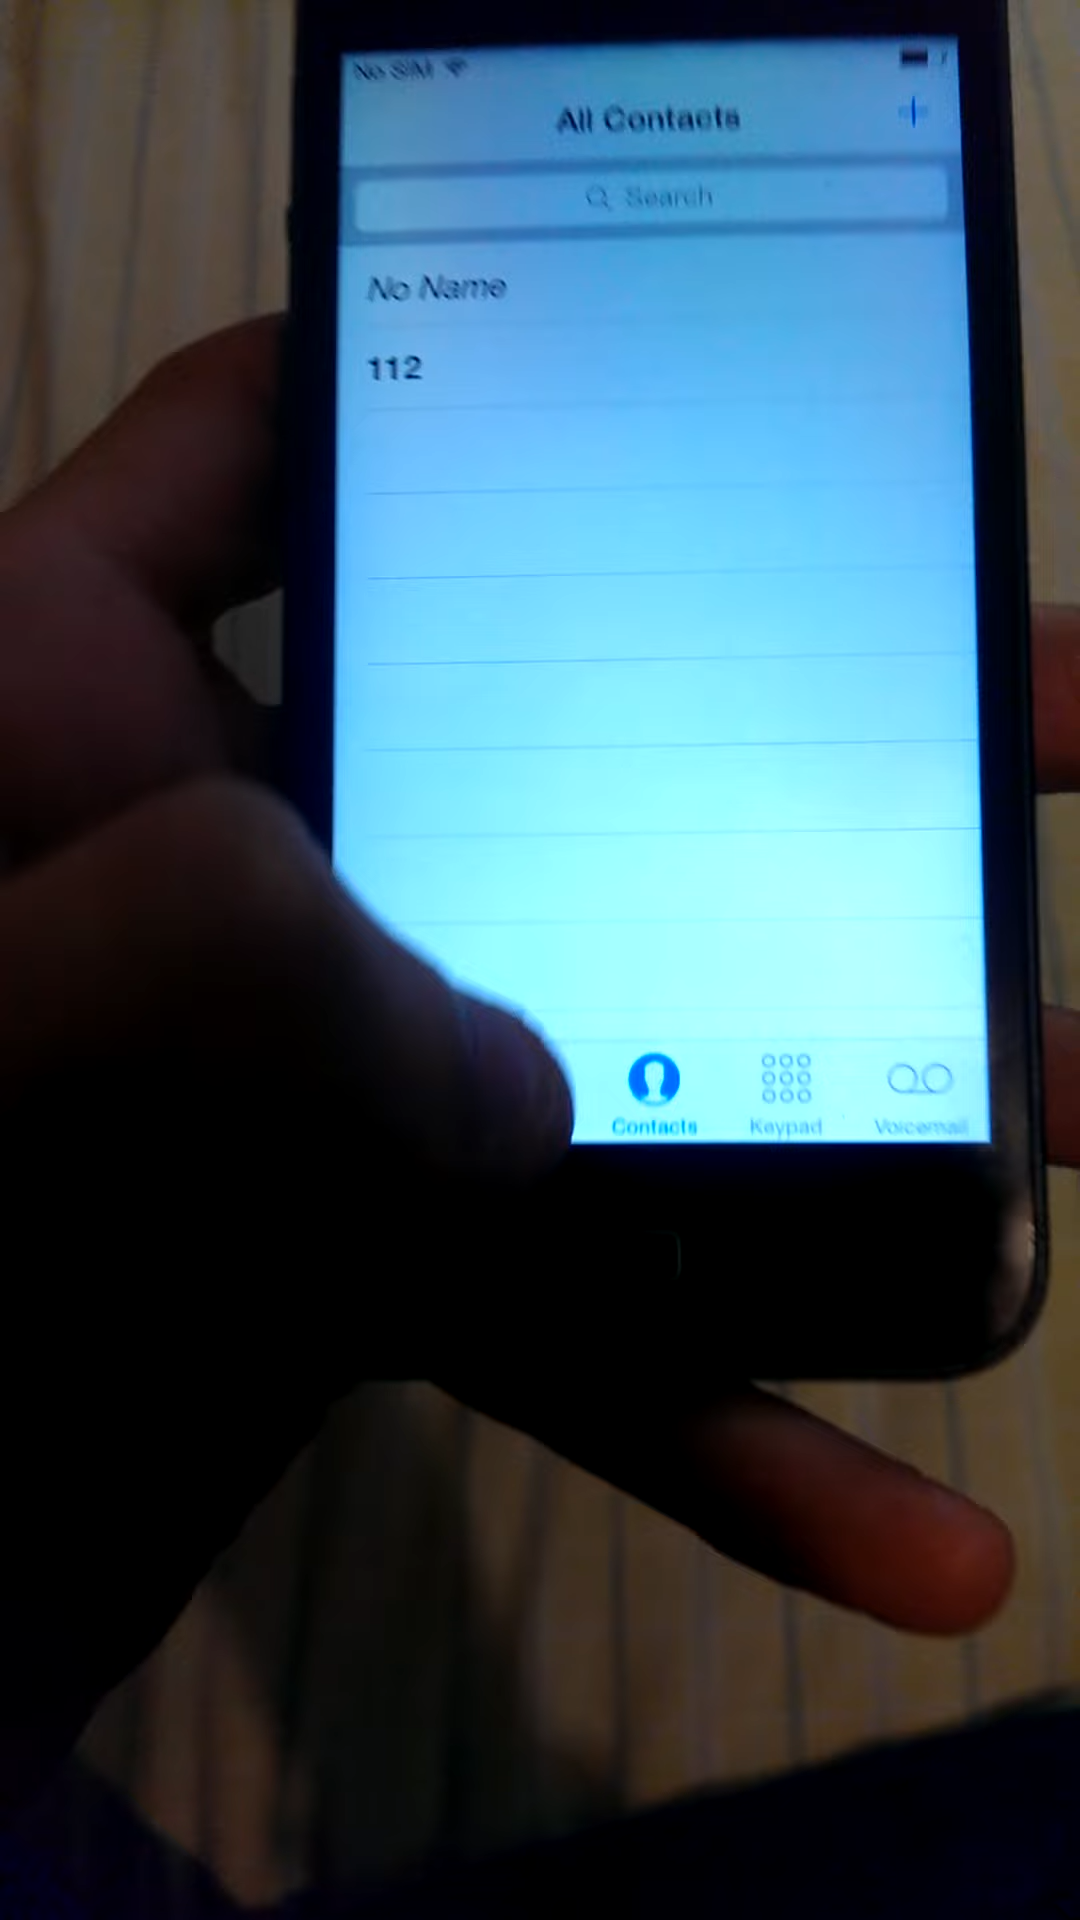 No SIM
All Contacts
Search
No Name
112
Contacts
Keypad
Voicemail